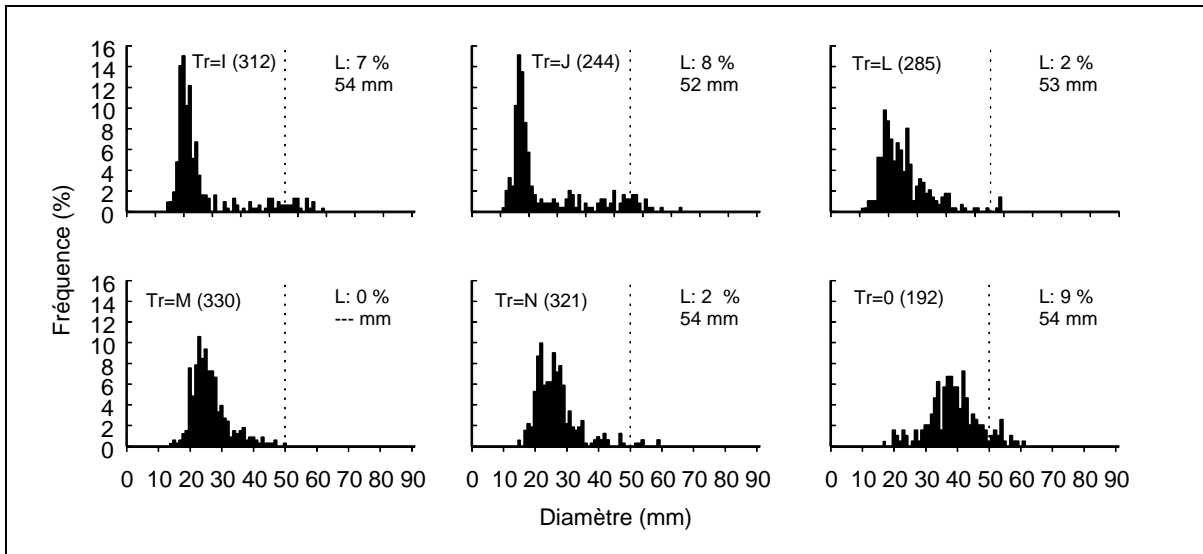 Fréquence (%)
16
14
12
10
8
6
4
2
0
Tr=I (312)
L: 7 %
54 mm
Tr=J (244)
L: 8 %
52 mm
Tr=L (285)
L: 2 %
53 mm
16
14
12
10
8
6
4
2
0
Tr=M (330)
L: 0 %
--- mm
Tr=N (321)
L: 2 %
54 mm
Tr=0 (192)
L: 9 %
54 mm
0 10 20 30 40 50 60 70 80 90
0 10 20 30 40 50 60 70 80 90
0 10 20 30 40 50 60 70 80 90
Diamètre (mm)